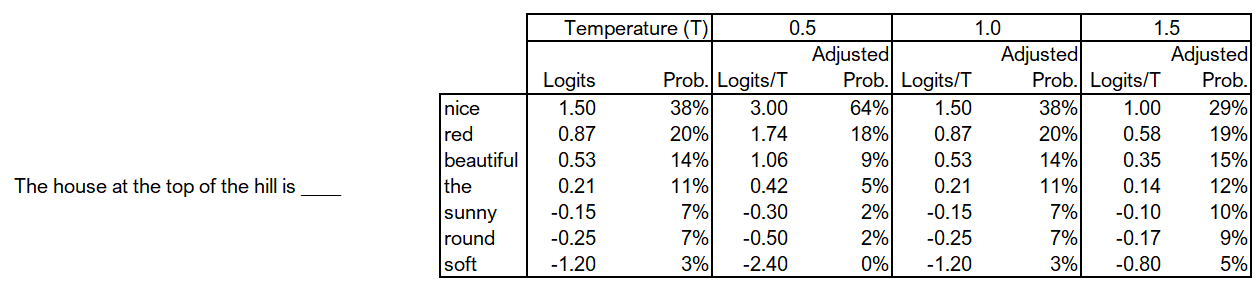 Temperature (T) 0.5 1.0 1.5
Adjusted Adjusted Adjusted
Logits Prob. Logits/T Prob. Logits/T Prob. Logits/T Prob.
nice 1.50 38% 3.00 64% 1.50 38% 1.00 29%
red 0.87 20% 1.74 18% 0.87 20% 0.58 19%
beautiful 0.53 14% 1.06 9% 0.53 14% 0.35 15%
The house at the top of the hill is ____ the 0.21 11% 0.42 5% 0.21 11% 0.14 12%
sunny -0.15 7% -0.30 2% -0.15 7% -0.10 10%
round -0.25 7% -0.50 2% -0.25 7% -0.17 9%
soft -1.20 3% -2.40 0% -1.20 3% -0.80 5%